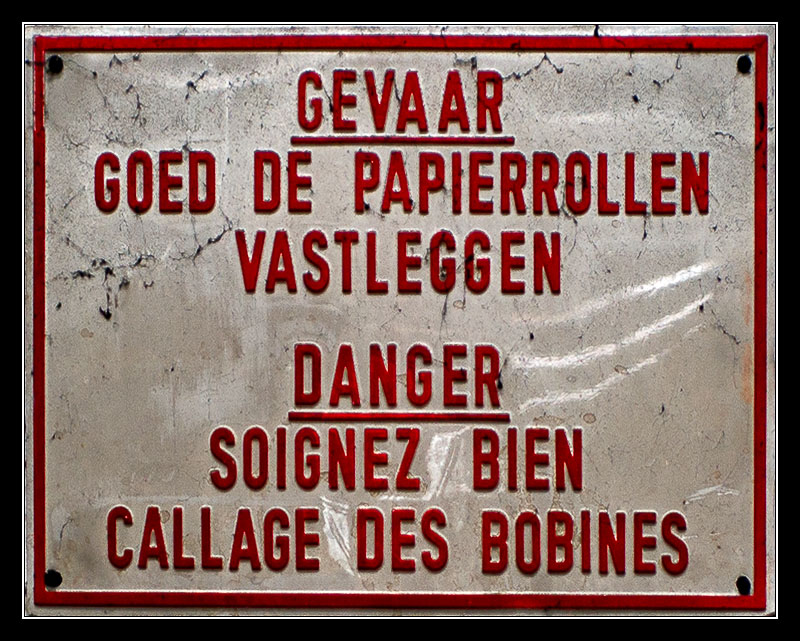 GEVAAR
GOED DE PAPIERROLLEN
VASTLEGGEN
DANGER
SOIGNEZ BIEN
CALLAGE DES BOBINES